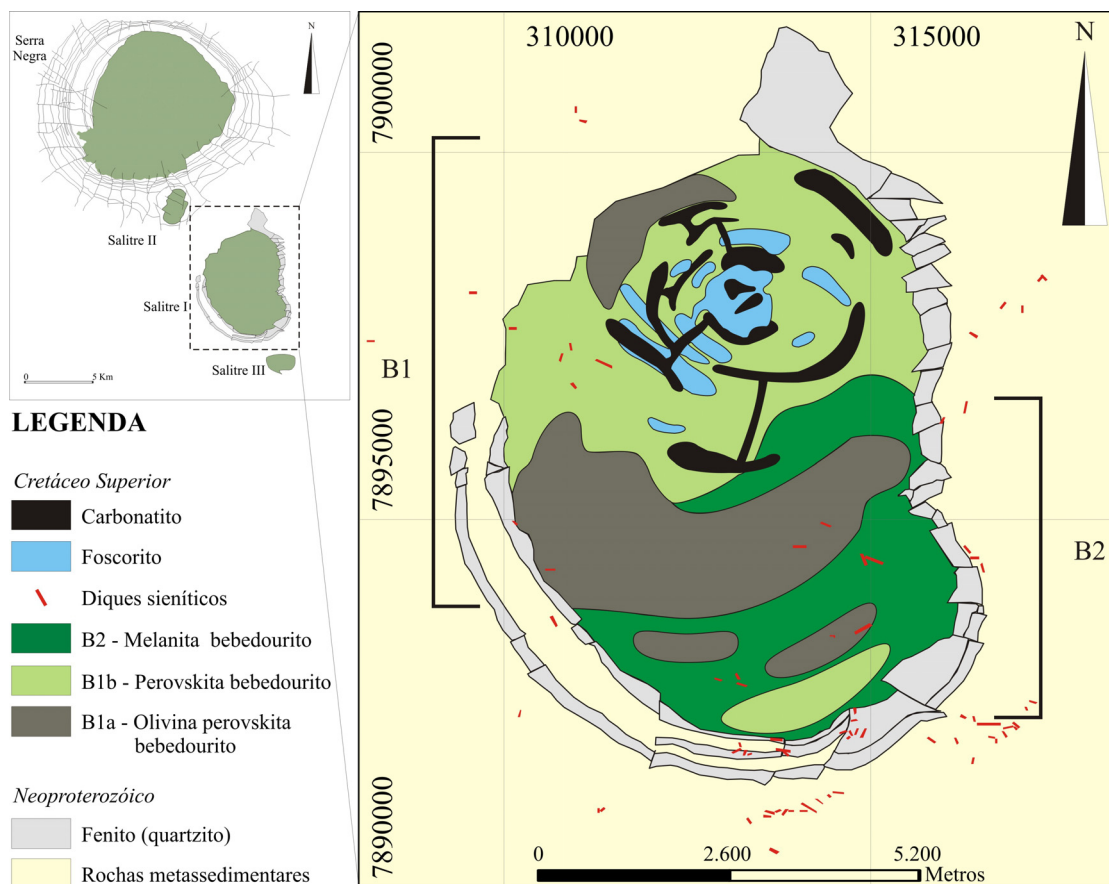 Serra
Negra
N
Salitre II
Salitre I
Salitre III
0 5 Km
LEGENDA
Cretáceo Superior
Carbonatito
Foscorito
Diques sieníticos
B2 - Melanita bebedourito
B1b - Perovskita bebedourito
B1a - Olivina perovskita
bebedourito
Neoproterozóico
Fenito (quartzito)
Rochas metassedimentares
310000 315000
N
7900000
7895000
7890000
B1
B2
0 2.600 5.200
Metros